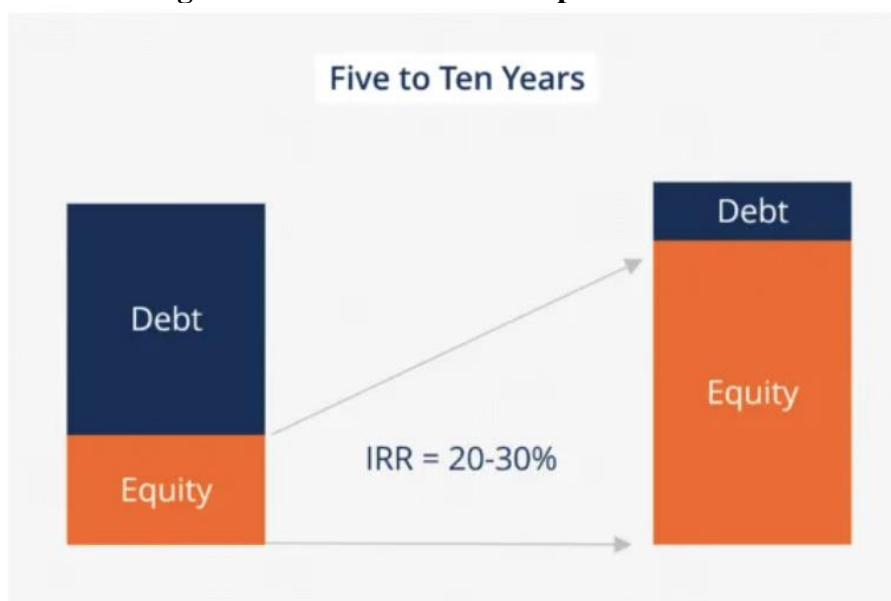 Five to Ten Years
Debt
Debt
Equity
IRR = 20-30%
Equity